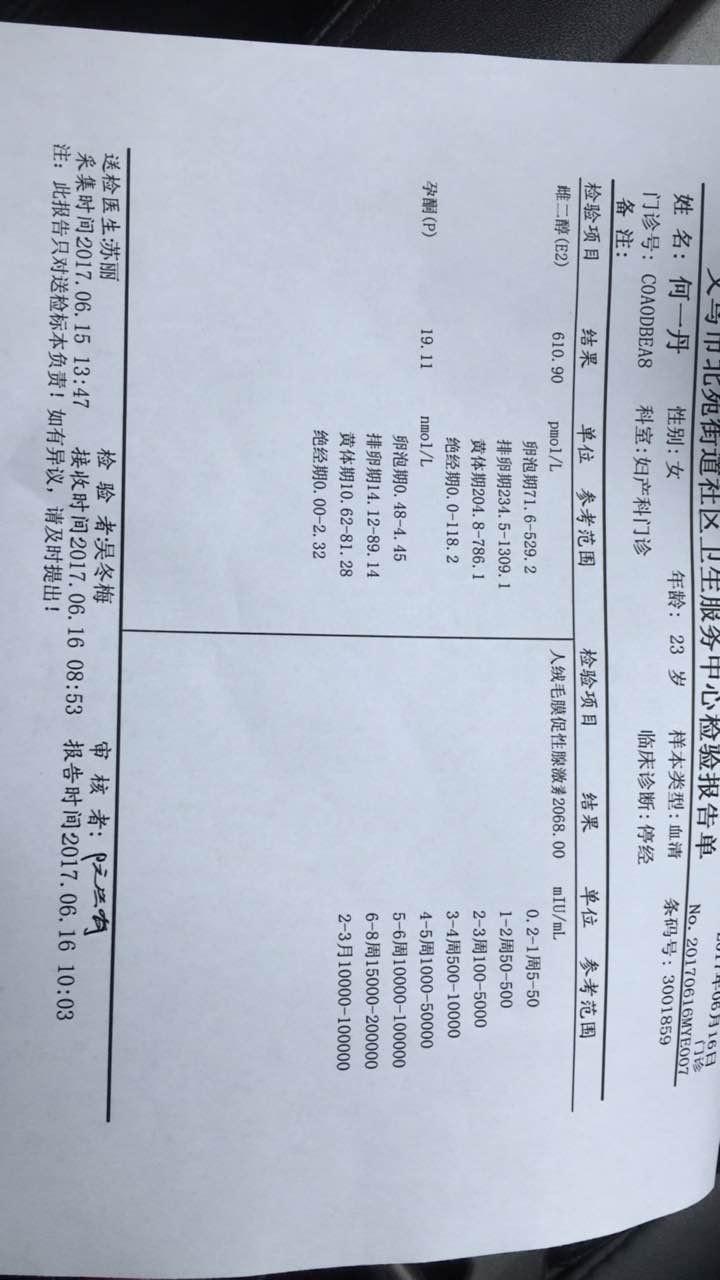 义乌市北苑街道社区卫生服务中心检验报告单
2017年06月16日
门诊
No. 20170616MYE007
姓 名: 何一丹 性别: 女 年龄: 23 岁 样本类型: 血清 条码号: 3001859
门诊号: C0A0DBEA8 科室: 妇产科门诊 临床诊断: 停经
备 注:
检验项目 结果 单位 参考范围 检验项目 结果 单位 参考范围
雌二醇(E2) 610.90 pmol/L
卵泡期71.6-529.2
排卵期234.5-1309.1
黄体期204.8-786.1
绝经期0.0-118.2
孕酮(P) 19.11 nmol/L
卵泡期0.48-4.45
排卵期14.12-89.14
黄体期10.62-81.28
绝经期0.00-2.32
人绒毛膜促性腺激 2068.00 mIU/mL
0.2-1周5-50
1-2周50-500
2-3周100-5000
3-4周500-10000
4-5周1000-50000
5-6周10000-100000
6-8周15000-200000
2-3月10000-100000
送检医生:苏丽 检 验 者:吴冬梅 审 核 者:
采集时间:2017.06.15 13:47 接收时间:2017.06.16 08:53 报告时间:2017.06.16 10:03
注: 此报告只对送检标本负责! 如有异议, 请及时提出!